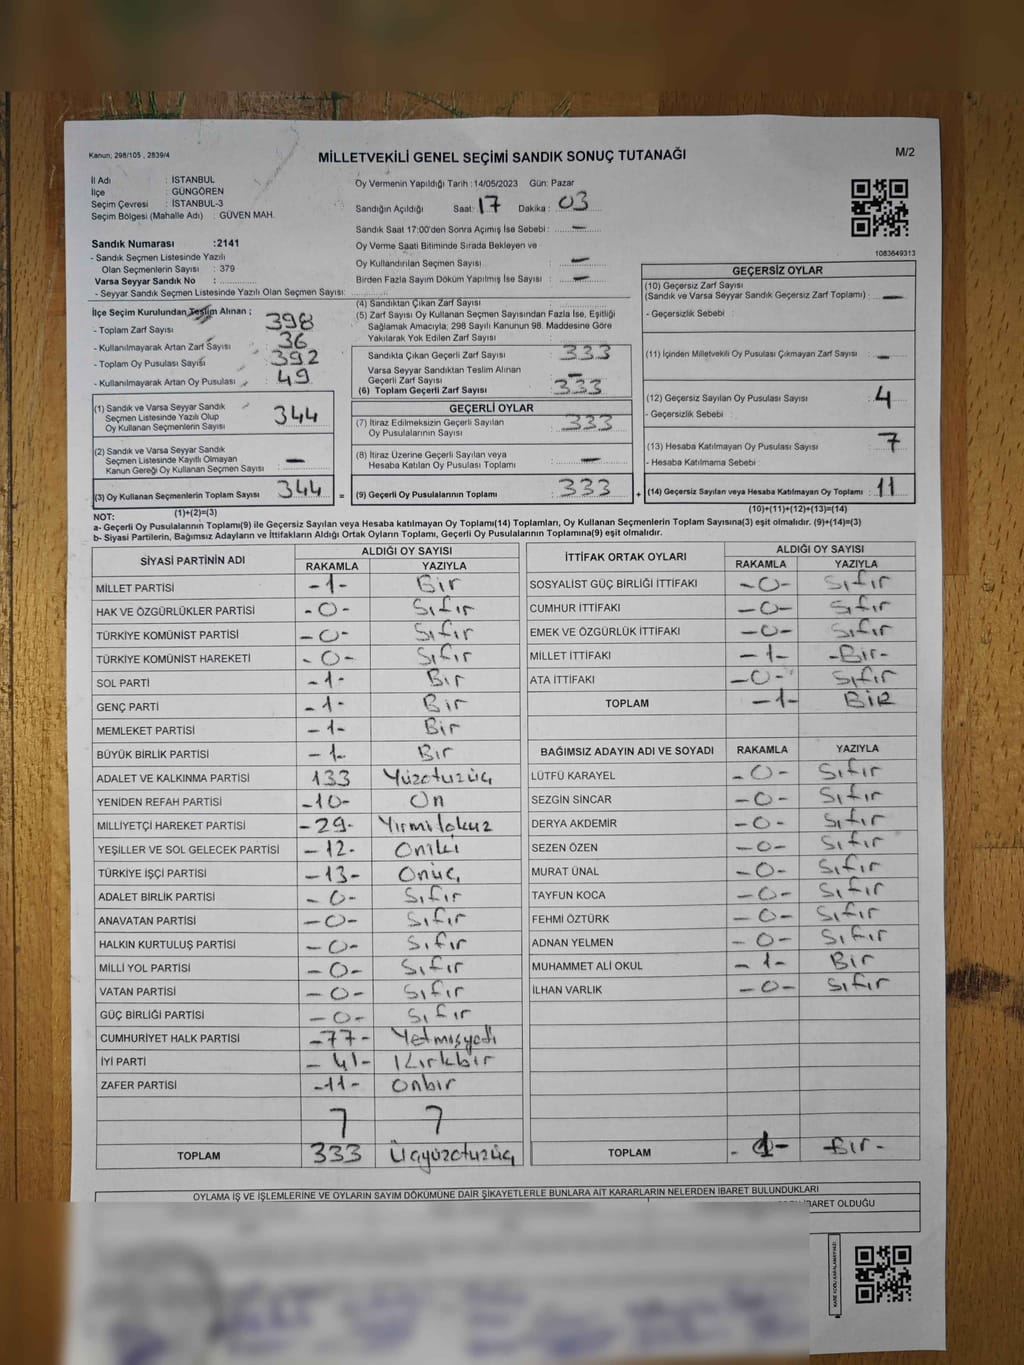 Kanun; 298/105 , 2839/4
MİLLETVEKİLİ GENEL SEÇİMİ SANDIK SONUÇ TUTANAĞI
M/2
İl Adı : İSTANBUL
İlçe : GÜNGÖREN
Seçim Çevresi : İSTANBUL-3
Seçim Bölgesi (Mahalle Adı) : GÜVEN MAH.
Sandık Numarası :2141
- Sandık Seçmen Listesinde Yazılı
Olan Seçmenlerin Sayısı : 379
Varsa Seyyar Sandık No :
- Seyyar Sandık Seçmen Listesinde Yazılı Olan Seçmen Sayısı:
Oy Vermenin Yapıldığı Tarih :14/05/2023 Gün: Pazar
Sandığın Açıldığı Saat: 17 Dakika : 03
Sandık Saat 17:00'den Sonra Açımış İse Sebebi : —
Oy Verme Saati Bitiminde Sırada Bekleyen ve
Oy Kullandırılan Seçmen Sayısı : —
Birden Fazla Sayım Döküm Yapılmış İse Sayısı : —
1083649313
İlçe Seçim Kurulundan Teslim Alınan ;
- Toplam Zarf Sayısı : 398
- Kullanılmayarak Artan Zarf Sayısı : 36
- Toplam Oy Pusulası Sayısı : 392
- Kullanılmayarak Artan Oy Pusulası : 49
(1) Sandık ve Varsa Seyyar Sandık
Seçmen Listesinde Yazılı Olup
Oy Kullanan Seçmenlerin Sayısı : 344
(2) Sandık ve Varsa Seyyar Sandık
Seçmen Listesinde Kayıtlı Olmayan
Kanun Gereği Oy Kullanan Seçmen Sayısı : —
(3) Oy Kullanan Seçmenlerin Toplam Sayısı : 344 =
(1)+(2)=(3)
(4) Sandıktan Çıkan Zarf Sayısı :
(5) Zarf Sayısı Oy Kullanan Seçmen Sayısından Fazla İse, Eşitliği
Sağlamak Amacıyla; 298 Sayılı Kanunun 98. Maddesine Göre
Yakılarak Yok Edilen Zarf Sayısı :
Sandıkta Çıkan Geçerli Zarf Sayısı : 333
Varsa Seyyar Sandıktan Teslim Alınan
Geçerli Zarf Sayısı : —
(6) Toplam Geçerli Zarf Sayısı : 333
GEÇERLİ OYLAR
(7) İtiraz Edilmeksizin Geçerli Sayılan
Oy Pusulalarının Sayısı : 333
(8) İtiraz Üzerine Geçerli Sayılan veya
Hesaba Katılan Oy Pusulası Toplamı : —
(9) Geçerli Oy Pusulalarının Toplamı : 333 +
GEÇERSİZ OYLAR
(10) Geçersiz Zarf Sayısı
(Sandık ve Varsa Seyyar Sandık Geçersiz Zarf Toplamı) : —
- Geçersizlik Sebebi :
(11) İçinden Milletvekili Oy Pusulası Çıkmayan Zarf Sayısı : —
(12) Geçersiz Sayılan Oy Pusulası Sayısı : 4
- Geçersizlik Sebebi :
(13) Hesaba Katılmayan Oy Pusulası Sayısı : 7
- Hesaba Katılmama Sebebi :
(14) Geçersiz Sayılan veya Hesaba Katılmayan Oy Toplamı : 11
(10)+(11)+(12)+(13)=(14)
NOT:
a- Geçerli Oy Pusulalarının Toplamı(9) ile Geçersiz Sayılan veya Hesaba katılmayan Oy Toplamı(14) Toplamları, Oy Kullanan Seçmenlerin Toplam Sayısına(3) eşit olmalıdır. (9)+(14)=(3)
b- Siyasi Partilerin, Bağımsız Adayların ve İttifakların Aldığı Ortak Oyların Toplamı, Geçerli Oy Pusulalarının Toplamına(9) eşit olmalıdır.
SİYASİ PARTİNİN ADI ALDIĞI OY SAYISI
RAKAMLA YAZIYLA
MİLLET PARTİSİ -1- Bir
HAK VE ÖZGÜRLÜKLER PARTİSİ -0- Sıfır
TÜRKİYE KOMÜNİST PARTİSİ -0- Sıfır
TÜRKİYE KOMÜNİST HAREKETİ -0- Sıfır
SOL PARTİ -1- Bir
GENÇ PARTİ -1- Bir
MEMLEKET PARTİSİ -1- Bir
BÜYÜK BİRLİK PARTİSİ -1- Bir
ADALET VE KALKINMA PARTİSİ 133 Yüzotuzüç
YENİDEN REFAH PARTİSİ -10- On
MİLLİYETÇİ HAREKET PARTİSİ -29- Yirmidokuz
YEŞİLLER VE SOL GELECEK PARTİSİ -12- Oniki
TÜRKİYE İŞÇİ PARTİSİ -13- Onüç
ADALET BİRLİK PARTİSİ -0- Sıfır
ANAVATAN PARTİSİ -0- Sıfır
HALKIN KURTULUŞ PARTİSİ -0- Sıfır
MİLLİ YOL PARTİSİ -0- Sıfır
VATAN PARTİSİ -0- Sıfır
GÜÇ BİRLİĞİ PARTİSİ -0- Sıfır
CUMHURİYET HALK PARTİSİ -77- Yetmişyedi
İYİ PARTİ -41- Kırkbir
ZAFER PARTİSİ -11- Onbir
TOPLAM 333 Üçyüzotuzüç
İTTİFAK ORTAK OYLARI ALDIĞI OY SAYISI
RAKAMLA YAZIYLA
SOSYALİST GÜÇ BİRLİĞİ İTTİFAKI -0- Sıfır
CUMHUR İTTİFAKI -0- Sıfır
EMEK VE ÖZGÜRLÜK İTTİFAKI -0- Sıfır
MİLLET İTTİFAKI -1- -Bir-
ATA İTTİFAKI -0- Sıfır
TOPLAM -1- BİR
BAĞIMSIZ ADAYIN ADI VE SOYADI RAKAMLA YAZIYLA
LÜTFÜ KARAYEL -0- Sıfır
SEZGİN SİNCAR -0- Sıfır
DERYA AKDEMİR -0- Sıfır
SEZEN ÖZEN -0- Sıfır
MURAT ÜNAL -0- Sıfır
TAYFUN KOCA -0- Sıfır
FEHMİ ÖZTÜRK -0- Sıfır
ADNAN YELMEN -0- Sıfır
MUHAMMET ALİ OKUL -1- Bir
İLHAN VARLIK -0- Sıfır
TOPLAM -1- -Bir-
OYLAMA İŞ VE İŞLEMLERİNE VE OYLARIN SAYIM DÖKÜMÜNE DAİR ŞİKAYETLERLE BUNLARA AİT KARARLARIN NELERDEN İBARET BULUNDUKLARI
İBARET OLDUĞU